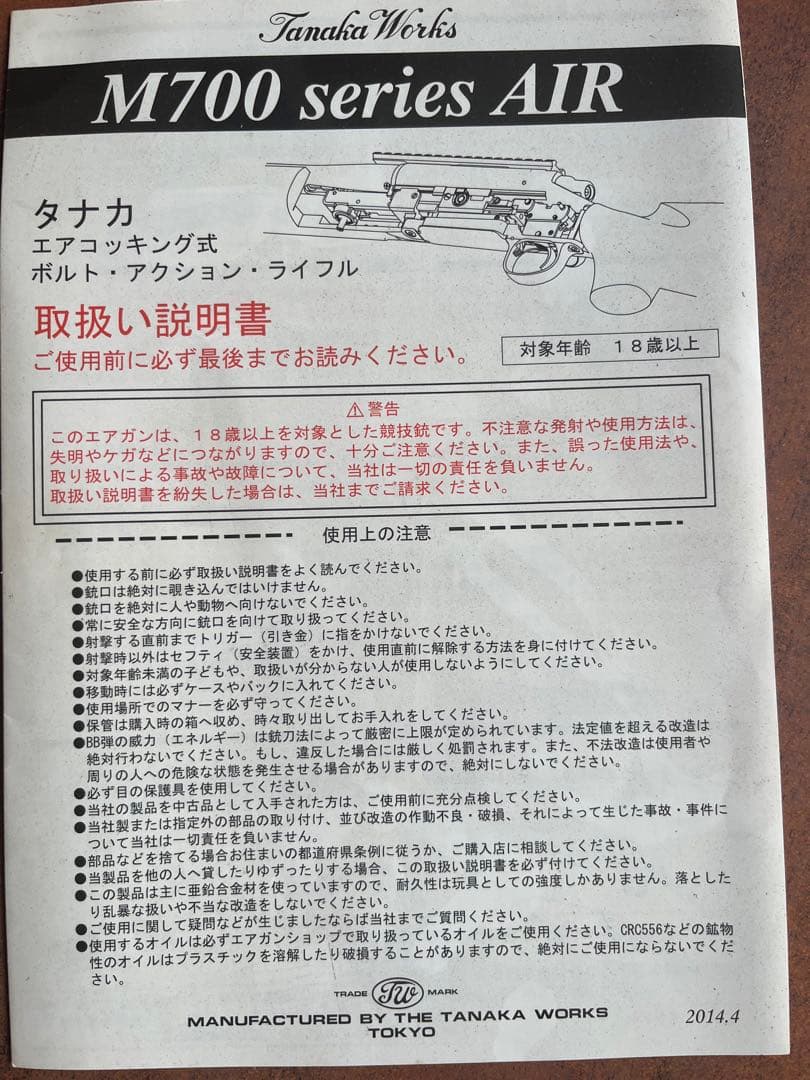 Tanaka Works
M700 series AIR
タナカ
エアコッキング式
ボルト・アクション・ライフル
取扱い説明書
ご使用前に必ず最後までお読みください。
対象年齢 18歳以上
⚠警告
このエアガンは、18歳以上を対象とした競技銃です。不注意な発射や使用方法は、
失明やケガなどにつながりますので、十分ご注意ください。また、誤った使用法や、
取り扱いによる事故や故障について、当社は一切の責任を負いません。
取扱い説明書を紛失した場合は、当社までご請求ください。
使用上の注意
●使用する前に必ず取扱い説明書をよく読んでください。
●銃口は絶対に覗き込んではいけません。
●銃口を絶対に人や動物へ向けないでください。
●常に安全な方向に銃口を向けて取り扱ってください。
●射撃する直前までトリガー（引き金）に指をかけないでください。
●射撃時以外はセフティ（安全装置）をかけ、使用直前に解除する方法を身に付けてください。
●対象年齢未満の子どもや、取扱いが分からない人が使用しないようにしてください。
●移動時には必ずケースやバックに入れてください。
●使用場所でのマナーを必ず守ってください。
●保管は購入時の箱へ収め、時々取り出してお手入れをしてください。
●BB弾の威力（エネルギー）は銃刀法によって厳密に上限が定められています。法定値を超える改造は
絶対行わないでください。もし、違反した場合には厳しく処罰されます。また、不法改造は使用者や
周りの人への危険な状態を発生させる場合がありますので、絶対にしないでください。
●必ず目の保護具を使用してください。
●当社の製品を中古品として入手された方は、ご使用前に充分点検してください。
●当社製または指定外の部品の取り付け、並び改造の作動不良・破損、それによって生じた事故・事件に
ついて当社は一切責任を負いません。
●部品などを捨てる場合お住まいの都道府県条例に従うか、ご購入店に相談してください。
●当製品を他の人へ貸したりゆずったりする場合、この取扱い説明書を必ず付けてください。
●この製品は主に亜鉛合金材を使っていますので、耐久性は玩具としての強度しかありません。落とした
り乱暴な扱いや不当な改造をしないでください。
●ご使用に関して疑問などが生じましたならば当社までご質問ください。
●使用するオイルは必ずエアガンショップで取り扱っているオイルをご使用ください。CRC556などの鉱物
性のオイルはプラスチックを溶解したり破損することがありますので、絶対にご使用にならないでくだ
さい。
TRADE TW MARK
MANUFACTURED BY THE TANAKA WORKS
TOKYO
2014.4